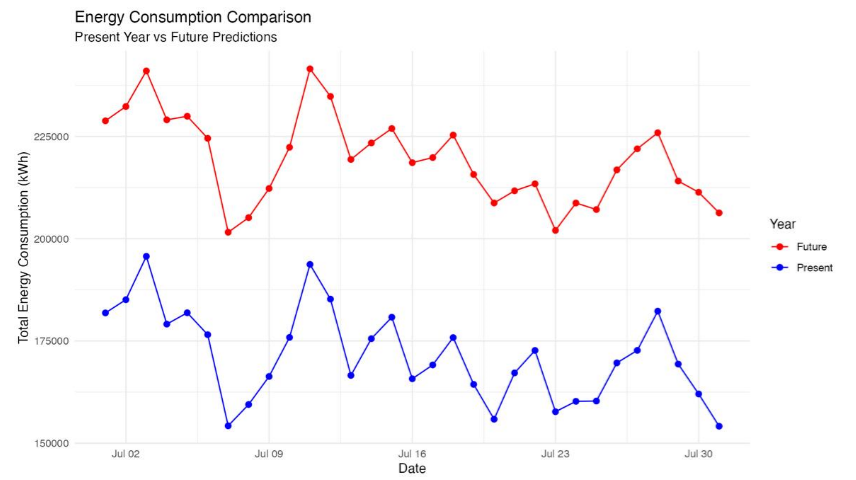 Energy Consumption Comparison
Present Year vs Future Predictions
Total Energy Consumption (kWh)
225000
200000
175000
150000
Jul 02 Jul 09 Jul 16 Jul 23 Jul 30
Date
Year
Future
Present